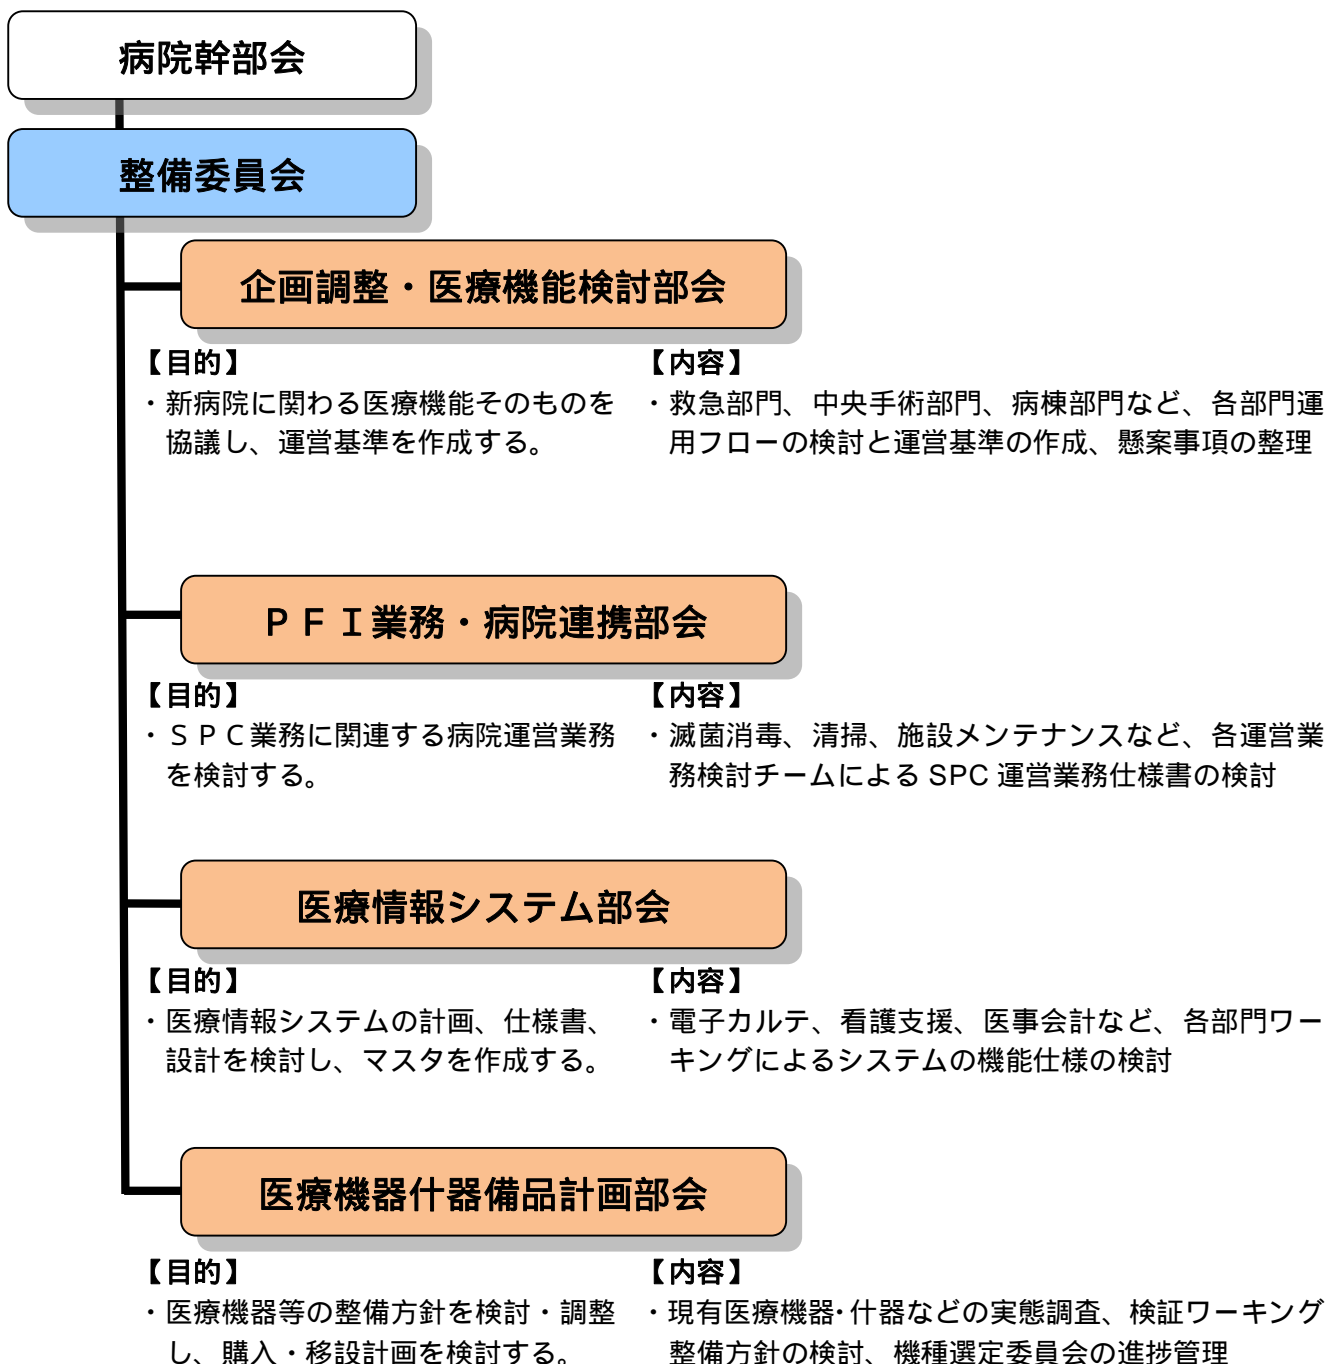 病院幹部会
整備委員会
企画調整・医療機能検討部会
【目的】
・新病院に関わる医療機能そのものを
協議し、運営基準を作成する。
【内容】
・救急部門、中央手術部門、病棟部門など、各部門運
用フローの検討と運営基準の作成、懸案事項の整理
ＰＦＩ業務・病院連携部会
【目的】
・ＳＰＣ業務に関連する病院運営業務
を検討する。
【内容】
・滅菌消毒、清掃、施設メンテナンスなど、各運営業
務検討チームによる SPC 運営業務仕様書の検討
医療情報システム部会
【目的】
・医療情報システムの計画、仕様書、
設計を検討し、マスタを作成する。
【内容】
・電子カルテ、看護支援、医事会計など、各部門ワー
キングによるシステムの機能仕様の検討
医療機器什器備品計画部会
【目的】
・医療機器等の整備方針を検討・調整
し、購入・移設計画を検討する。
【内容】
・現有医療機器・什器などの実態調査、検証ワーキング
整備方針の検討、機種選定委員会の進捗管理